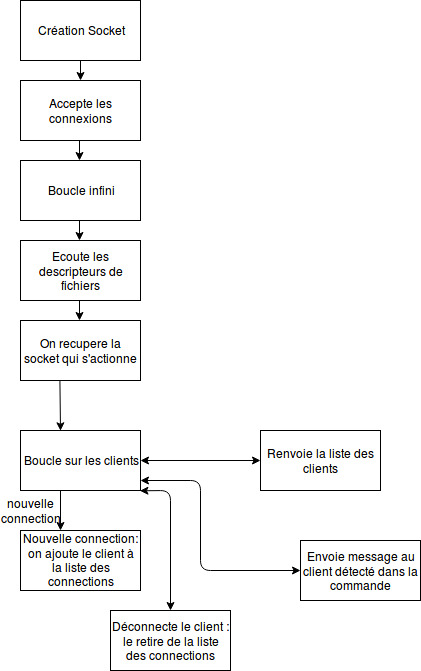 Création Socket
Accepte les
connexions
Boucle infini
Ecoute les
descripteurs de
fichiers
On recupere la
socket qui s'actionne
Boucle sur les clients
Renvoie la liste des
clients
nouvelle
connection
Nouvelle connection:
on ajoute le client à
la liste des
connections
Envoie message au
client détecté dans la
commande
Déconnecte le client :
le retire de la liste
des connections